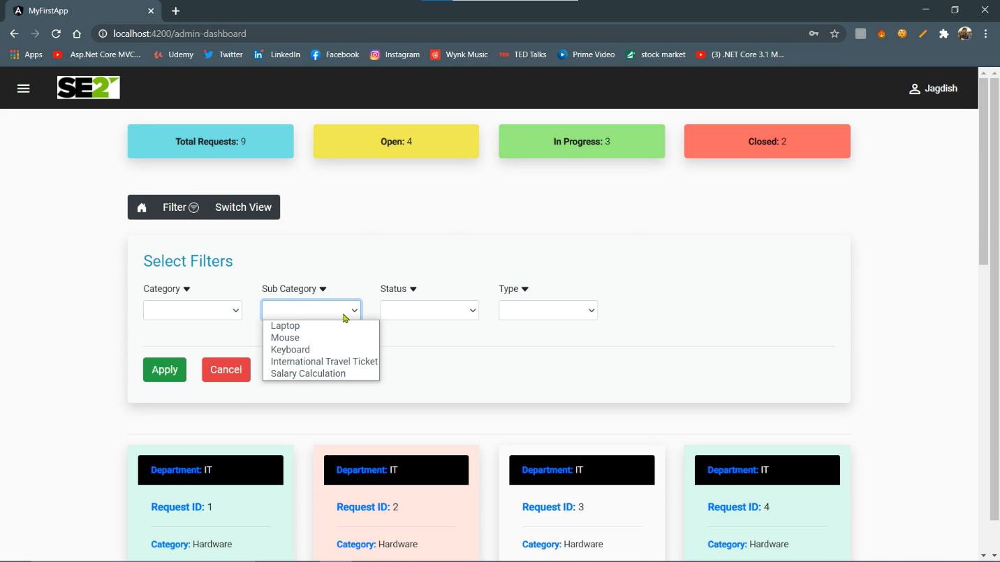 MyFirstApp
localhost:4200/admin-dashboard
Apps Asp.Net Core MVC... Udemy Twitter LinkedIn Facebook Instagram Wynk Music TED Talks Prime Video stock market (3) .NET Core 3.1 M...
SE2 Jagdish
Total Requests: 9 Open: 4 In Progress: 3 Closed: 2
Filter Switch View
Select Filters
Category Sub Category Status Type
Laptop
Mouse
Keyboard
International Travel Ticket
Salary Calculation
Apply Cancel
Department: IT Department: IT Department: IT Department: IT
Request ID: 1 Request ID: 2 Request ID: 3 Request ID: 4
Category: Hardware Category: Hardware Category: Hardware Category: Hardware